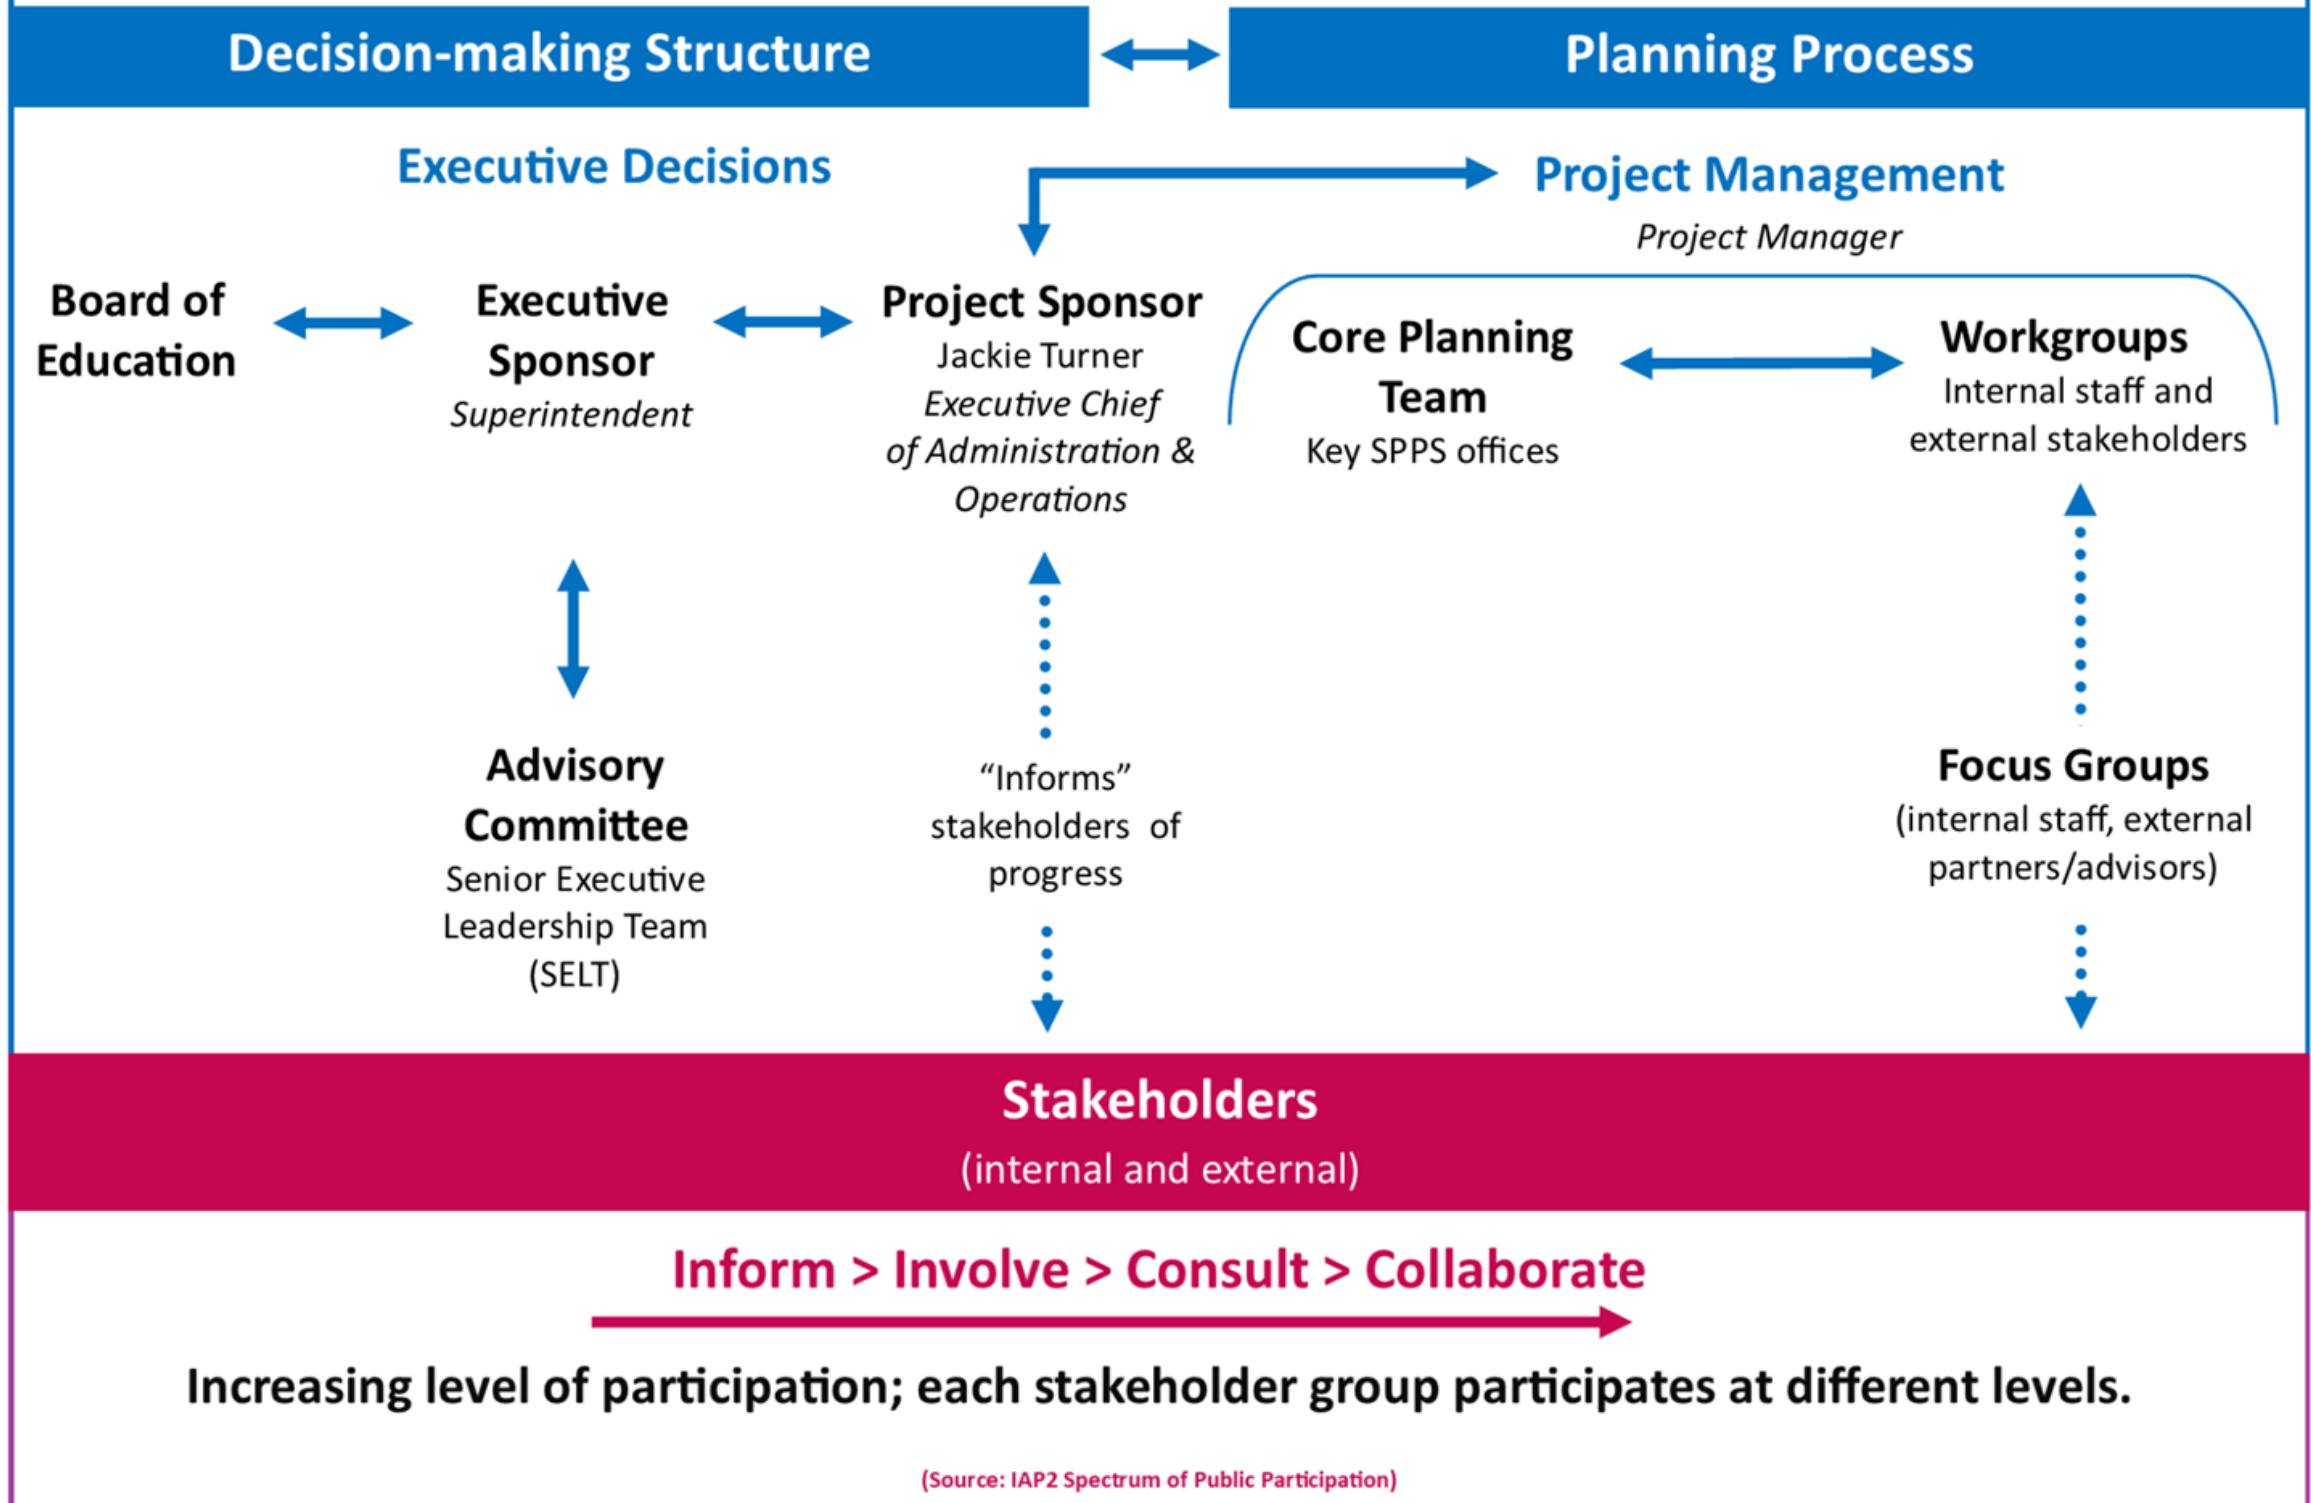 Decision-making Structure
Planning Process
Executive Decisions
Project Management
Project Manager
Board of
Education
Executive
Sponsor
Superintendent
Project Sponsor
Jackie Turner
Executive Chief
of Administration &
Operations
Core Planning
Team
Key SPPS offices
Workgroups
Internal staff and
external stakeholders
Advisory
Committee
Senior Executive
Leadership Team
(SELT)
“Informs”
stakeholders of
progress
Focus Groups
(internal staff, external
partners/advisors)
Stakeholders
(internal and external)
Inform > Involve > Consult > Collaborate
Increasing level of participation; each stakeholder group participates at different levels.
(Source: IAP2 Spectrum of Public Participation)